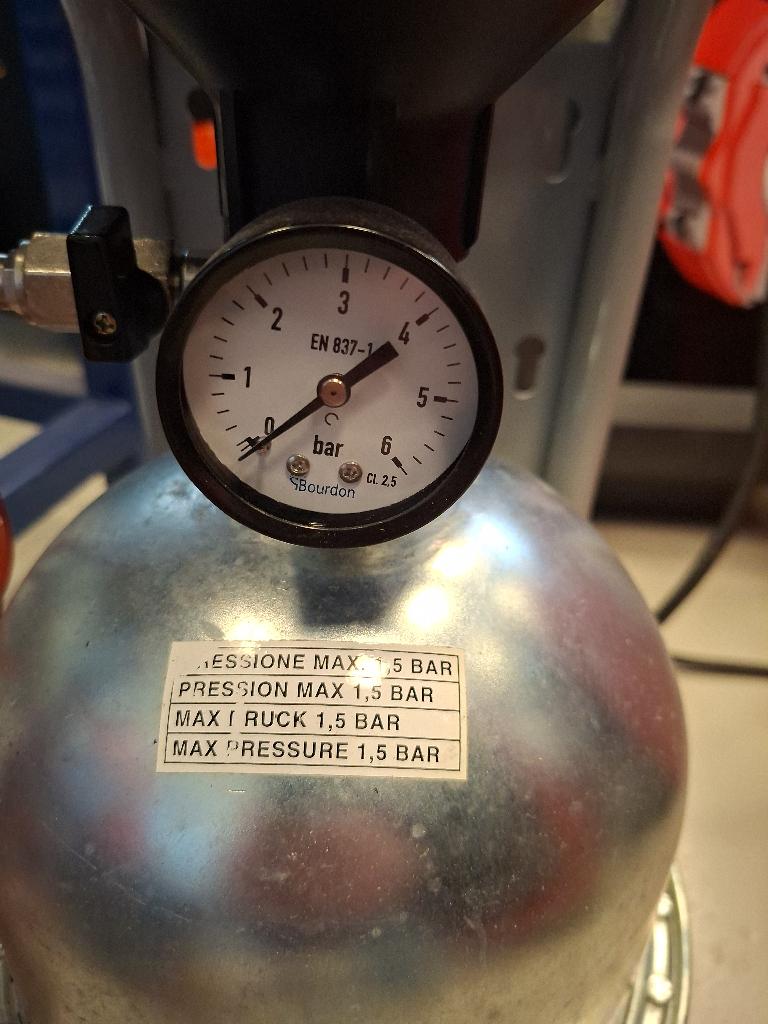 3
2
4
EN 837-1
1
5
0
bar
6
Cl. 2,5
Bourdon
MAX 1,5 BAR
PRESSION MAX 1,5 BAR
MAX RUCK 1,5 BAR
MAX PRESSURE 1,5 BAR